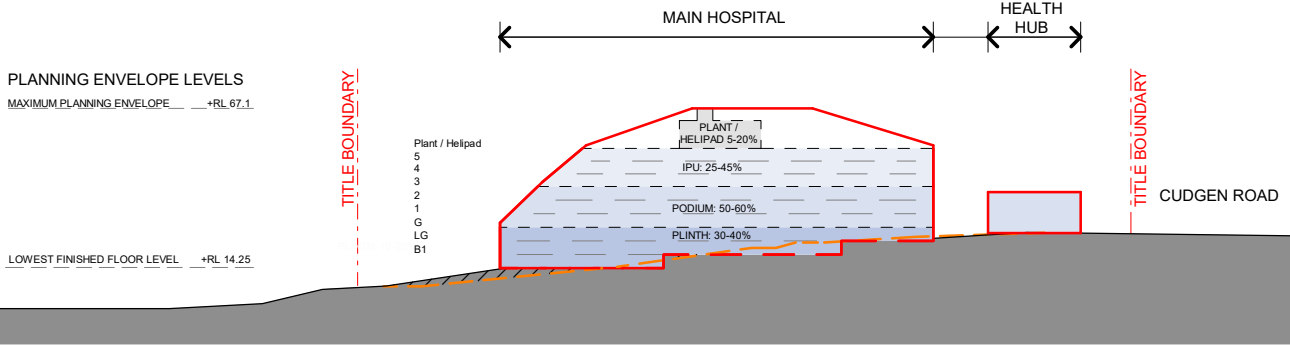 MAIN HOSPITAL
HEALTH
HUB
PLANNING ENVELOPE LEVELS
MAXIMUM PLANNING ENVELOPE +RL 67.1
TITLE BOUNDARY
TITLE BOUNDARY
PLANT /
HELIPAD 5-20%
Plant / Helipad
5
4
3
2
1
G
LG
B1
IPU: 25-45%
PODIUM: 50-60%
PLINTH: 30-40%
CUDGEN ROAD
LOWEST FINISHED FLOOR LEVEL +RL 14.25